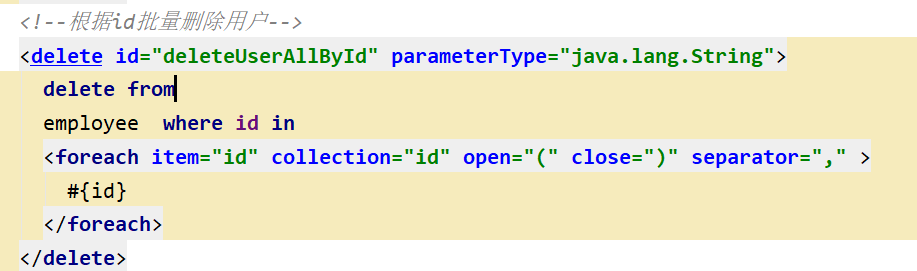 <!--根据id批量删除用户-->
<delete id="deleteUserAllById" parameterType="java.lang.String">
delete from
employee  where id in
<foreach item="id" collection="id" open="(" close=")" separator="," >
#{id}
</foreach>
</delete>